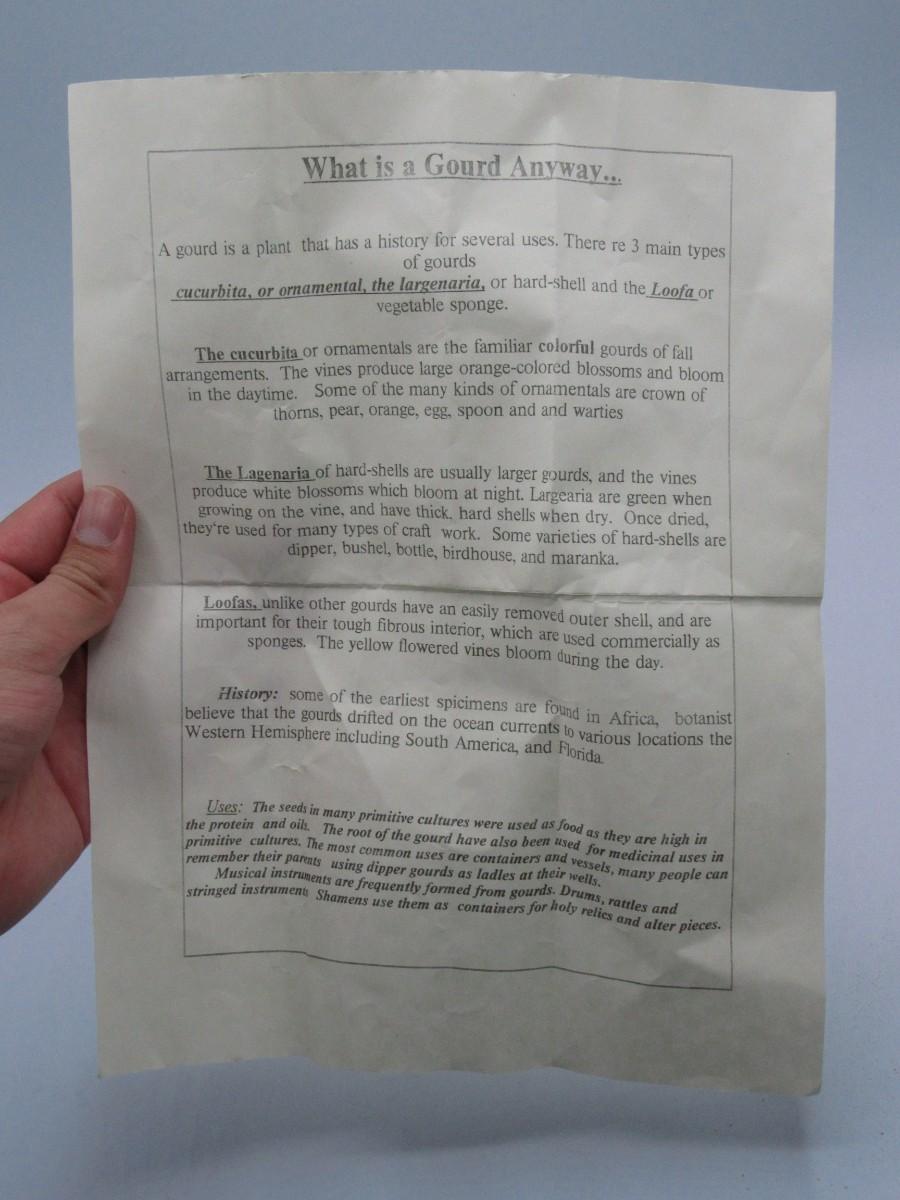 What is a Gourd Anyway...
A gourd is a plant that has a history for several uses. There re 3 main types
of gourds
cucurbita, or ornamental, the largenaria, or hard-shell and the Loofa or
vegetable sponge.
The cucurbita or ornamentals are the familiar colorful gourds of fall
arrangements. The vines produce large orange-colored blossoms and bloom
in the daytime. Some of the many kinds of ornamentals are crown of
thorns, pear, orange, egg, spoon and and warties
The Lagenaria of hard-shells are usually larger gourds, and the vines
produce white blossoms which bloom at night. Largearia are green when
growing on the vine, and have thick, hard shells when dry. Once dried,
they're used for many types of craft work. Some varieties of hard-shells are
dipper, bushel, bottle, birdhouse, and maranka.
Loofas, unlike other gourds have an easily removed outer shell, and are
important for their tough fibrous interior, which are used commercially as
sponges. The yellow flowered vines bloom during the day.
History: some of the earliest spicimens are found in Africa, botanist
believe that the gourds drifted on the ocean currents to various locations the
Western Hemisphere including South America, and Florida.
Uses: The seeds in many primitive cultures were used as food as they are high in
the protein and oils. The root of the gourd have also been used for medicinal uses in
primitive cultures. The most common uses are containers and vessels, many people can
remember their parents using dipper gourds as ladles at their wells.
Musical instruments are frequently formed from gourds. Drums, rattles and
stringed instruments Shamens use them as containers for holy relics and alter pieces.